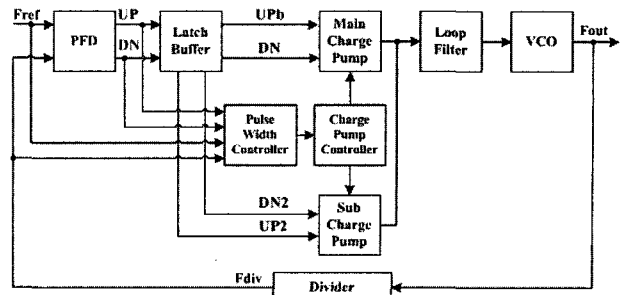 Fref
PFD
UP
DN
Latch
Buffer
UPb
DN
Main
Charge
Pump
Loop
Filter
VCO
Fout
Pulse
Width
Controller
Charge
Pump
Controller
DN2
UP2
Sub
Charge
Pump
Fdiv
Divider